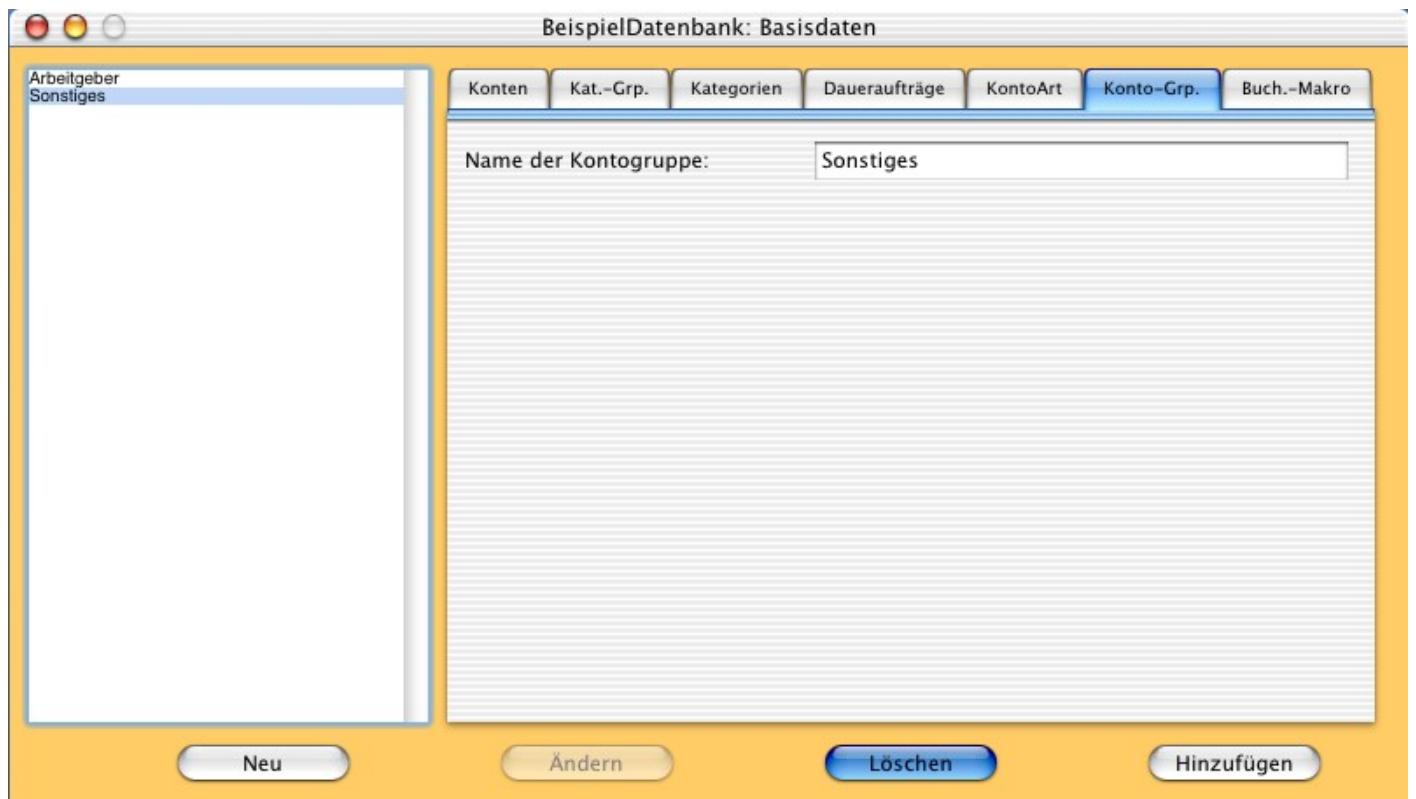 BeispielDatenbank: Basisdaten
Arbeitgeber
Sonstiges
Konten Kat.-Grp. Kategorien Daueraufträge KontoArt Konto-Grp. Buch.-Makro
Name der Kontogruppe: Sonstiges
Neu Ändern Löschen Hinzufügen